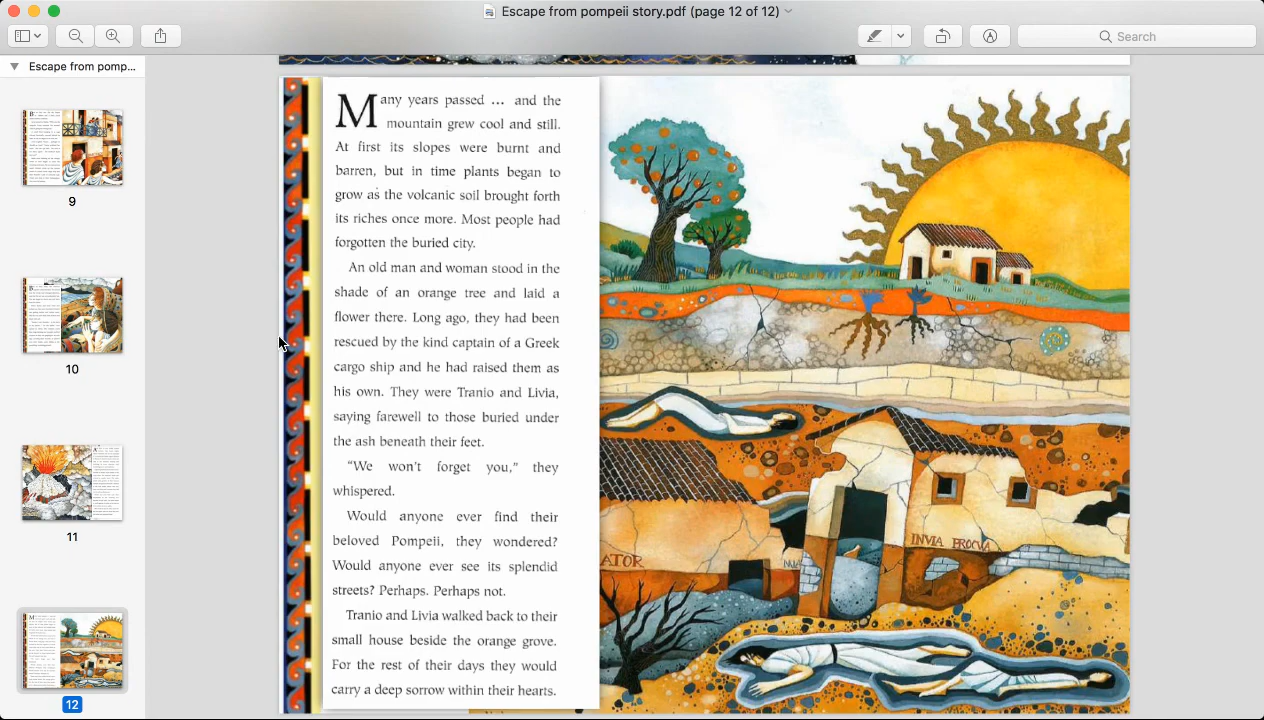 Escape from pompeii story.pdf (page 12 of 12)
Search
Escape from pomp...
9
10
11
12
Many years passed ... and the
mountain grew cool and still.
At first its slopes were burnt and
barren, but in time plants began to
grow as the volcanic soil brought forth
its riches once more. Most people had
forgotten the buried city.
An old man and woman stood in the
shade of an orange tree and laid a
flower there. Long ago, they had been
rescued by the kind captain of a Greek
cargo ship and he had raised them as
his own. They were Tranio and Livia,
saying farewell to those buried under
the ash beneath their feet.
“We won’t forget you,” they
whispered.
Would anyone ever find their
beloved Pompeii, they wondered?
Would anyone ever see its splendid
streets? Perhaps. Perhaps not.
Tranio and Livia walked back to their
small house beside the orange grove.
For the rest of their days they would
carry a deep sorrow within their hearts.
ATOR
INVIA PROCVA